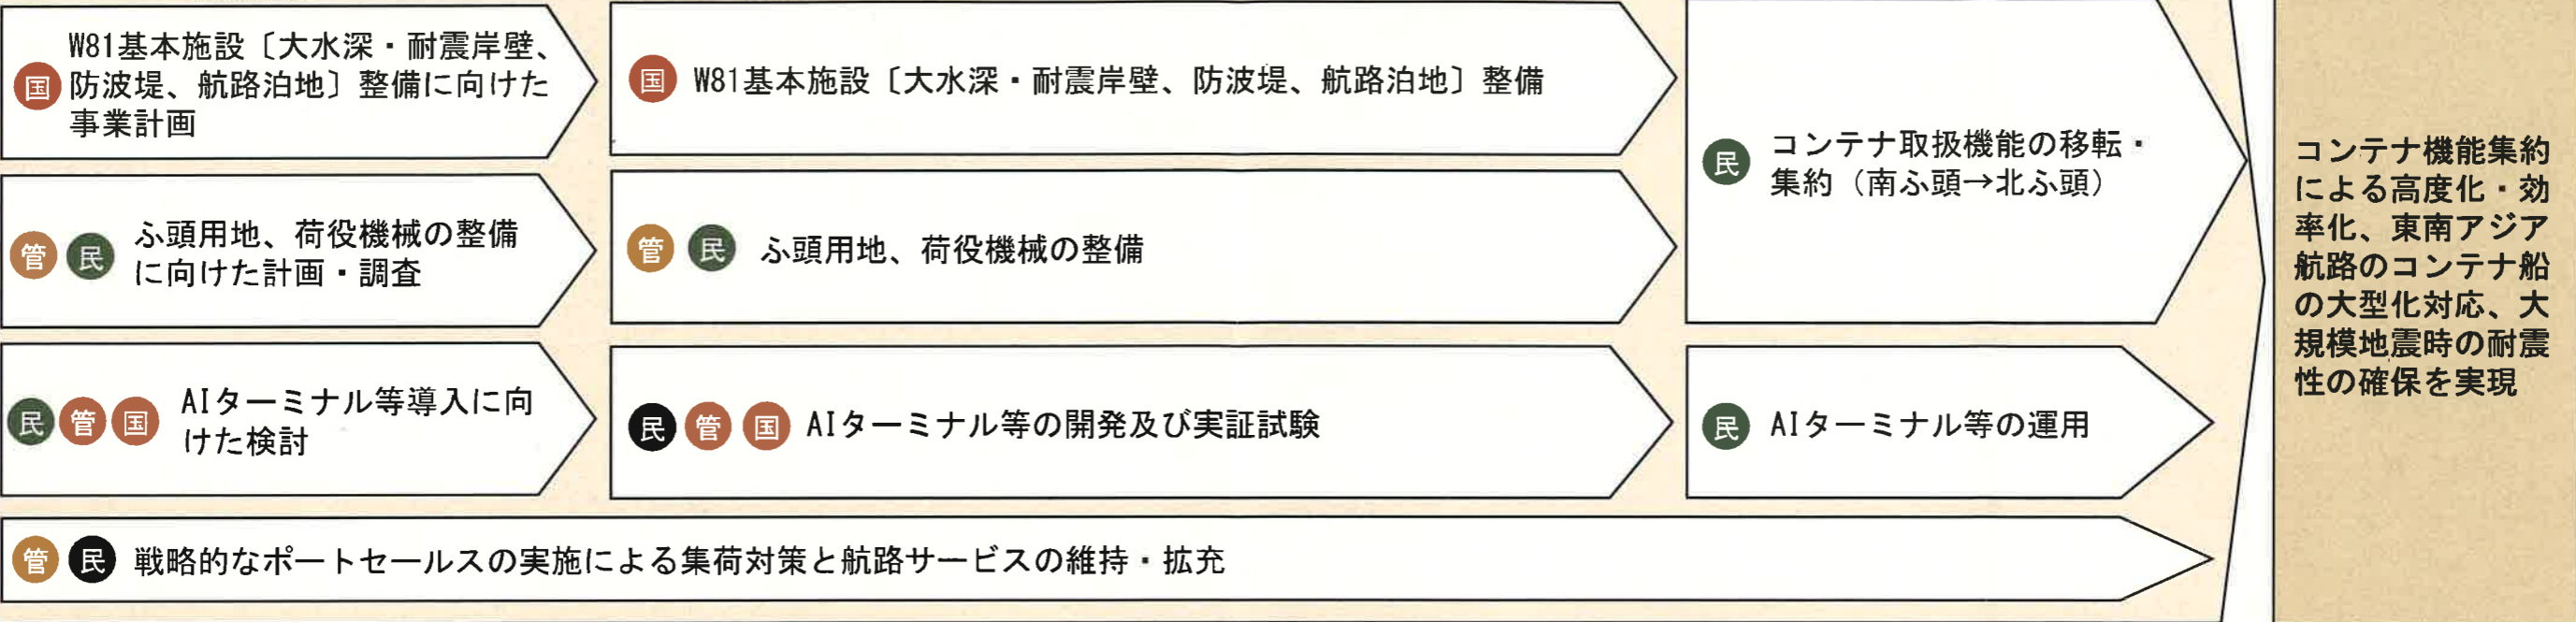 国
W81基本施設〔大水深・耐震岸壁、
防波堤、航路泊地〕整備に向けた
事業計画
国
W81基本施設〔大水深・耐震岸壁、防波堤、航路泊地〕整備
民
コンテナ取扱機能の移転・
集約（南ふ頭→北ふ頭）
管 民
ふ頭用地、荷役機械の整備
に向けた計画・調査
管 民
ふ頭用地、荷役機械の整備
民 管 国
AIターミナル等導入に向
けた検討
民 管 国
AIターミナル等の開発及び実証試験
民
AIターミナル等の運用
管 民
戦略的なポートセールスの実施による集荷対策と航路サービスの維持・拡充
コンテナ機能集約
による高度化・効
率化、東南アジア
航路のコンテナ船
の大型化対応、大
規模地震時の耐震
性の確保を実現